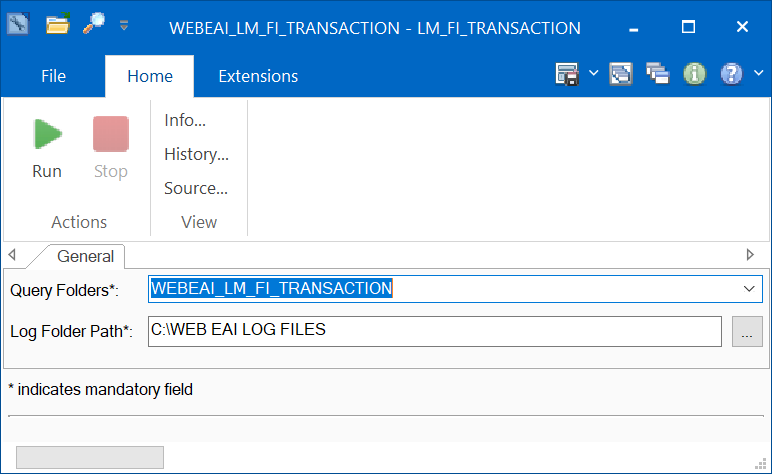 WEBEAI_LM_FI_TRANSACTION - LM_FI_TRANSACTION
File Home Extensions
Run Stop
Info...
History...
Source...
Actions View
General
Query Folders*: WEBEAI_LM_FI_TRANSACTION
Log Folder Path*: C:\WEB EAI LOG FILES ...
* indicates mandatory field